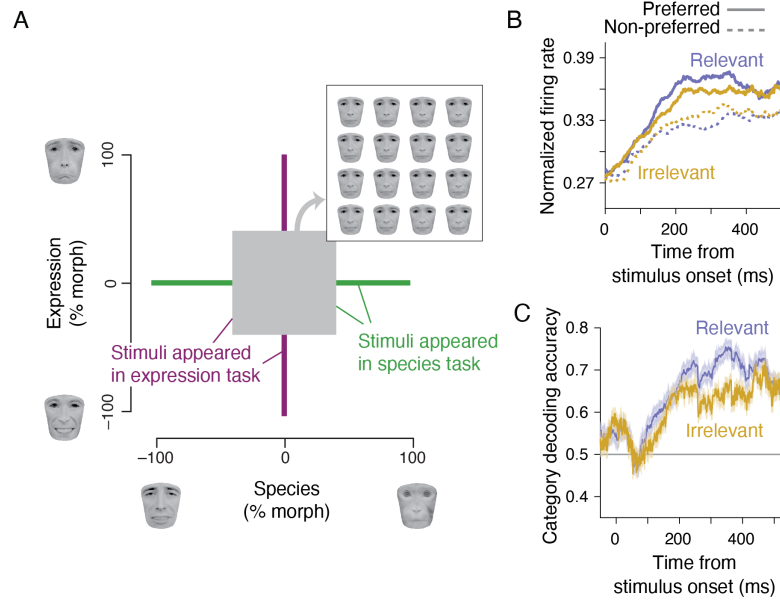 A
100
0
−100
Expression
(% morph)
Stimuli appeared
in expression task
Stimuli appeared
in species task
−100
0
100
Species
(% morph)
B
Preferred
Non-preferred
0.39
0.33
0.27
Normalized firing rate
Relevant
Irrelevant
0
200
400
Time from
stimulus onset (ms)
C
0.8
0.7
0.6
0.5
0.4
Category decoding accuracy
Relevant
Irrelevant
0
200
400
Time from
stimulus onset (ms)